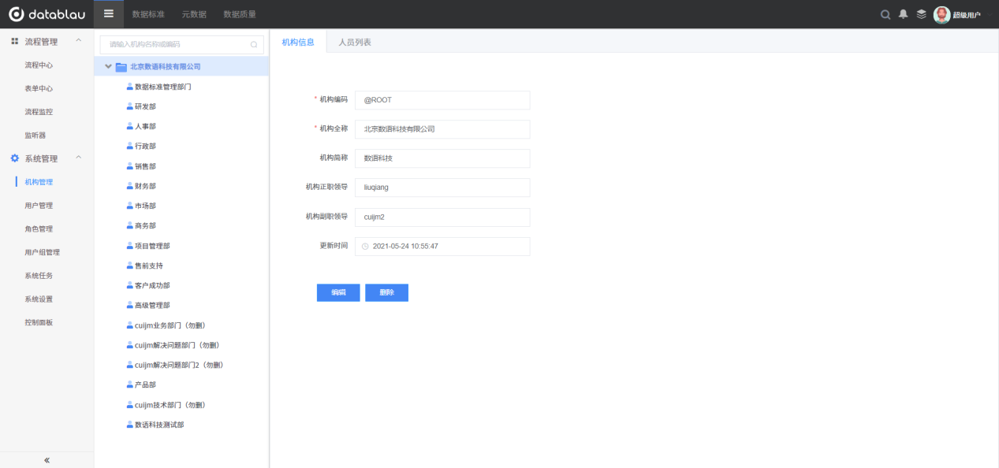 datablau
数据标准
元数据
数据质量
超级用户
流程管理
流程中心
表单中心
流程监控
监听器
系统管理
机构管理
用户管理
角色管理
用户组管理
系统任务
系统设置
控制面板
请输入机构名称或编码
北京数语科技有限公司
数据标准管理部门
研发部
人事部
行政部
销售部
财务部
市场部
商务部
项目管理部
售前支持
客户成功部
高级管理部
cuijm业务部门（勿删）
cuijm解决问题部门（勿删）
cuijm解决问题部门2（勿删）
产品部
cuijm技术部门（勿删）
数语科技测试部
机构信息
人员列表
* 机构编码 @ROOT
* 机构全称 北京数语科技有限公司
机构简称 数语科技
机构正职领导 liuqiang
机构副职领导 cuijm2
更新时间 2021-05-24 10:55:47
编辑
删除